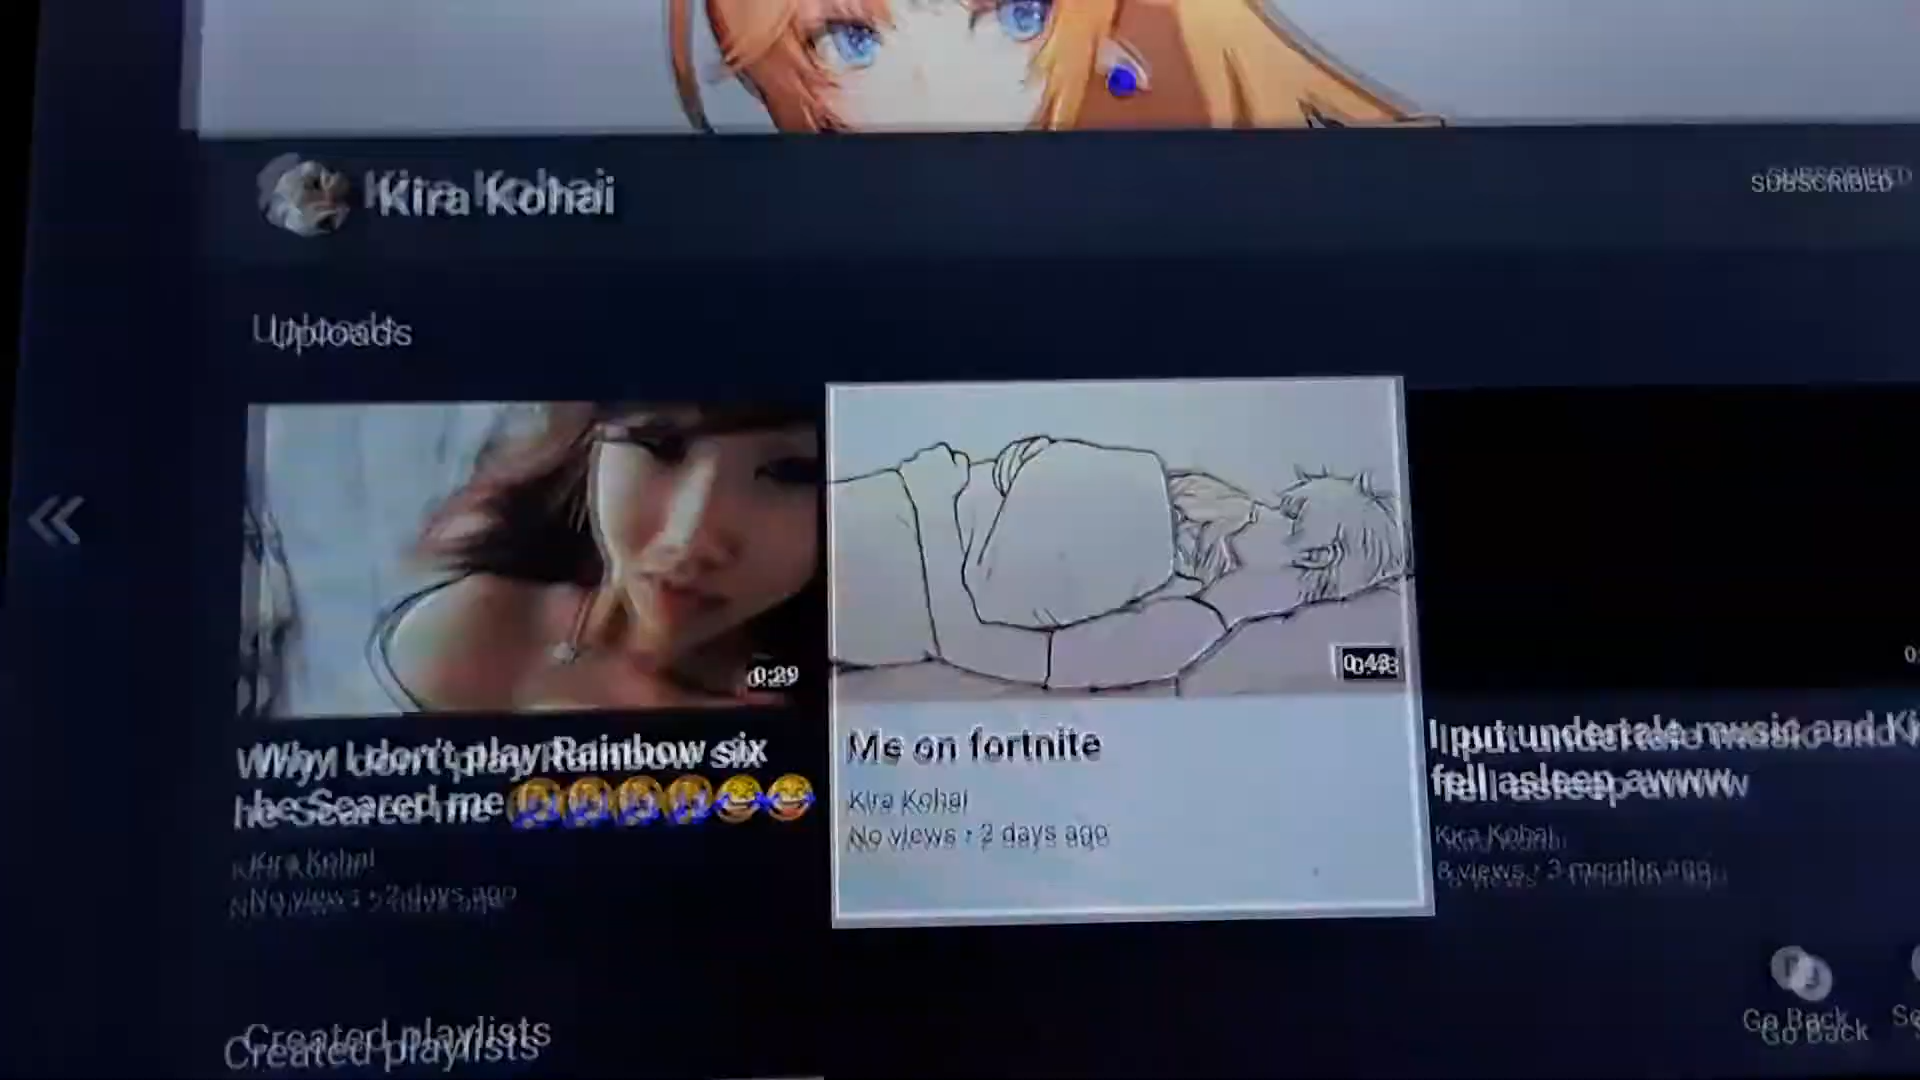 Kira Kohai
SUBSCRIBED
Uploads
0:29
0:43
Why I don't play Rainbow six
he Scared me 😂😂😂😂😂😂
Kira Kohai
No views • 2 days ago
Me on fortnite
Kira Kohai
No views • 2 days ago
I put undertale music and
fell asleep awww
Kira Kohai
8 views • 3 months ago
Created playlists
Go Back